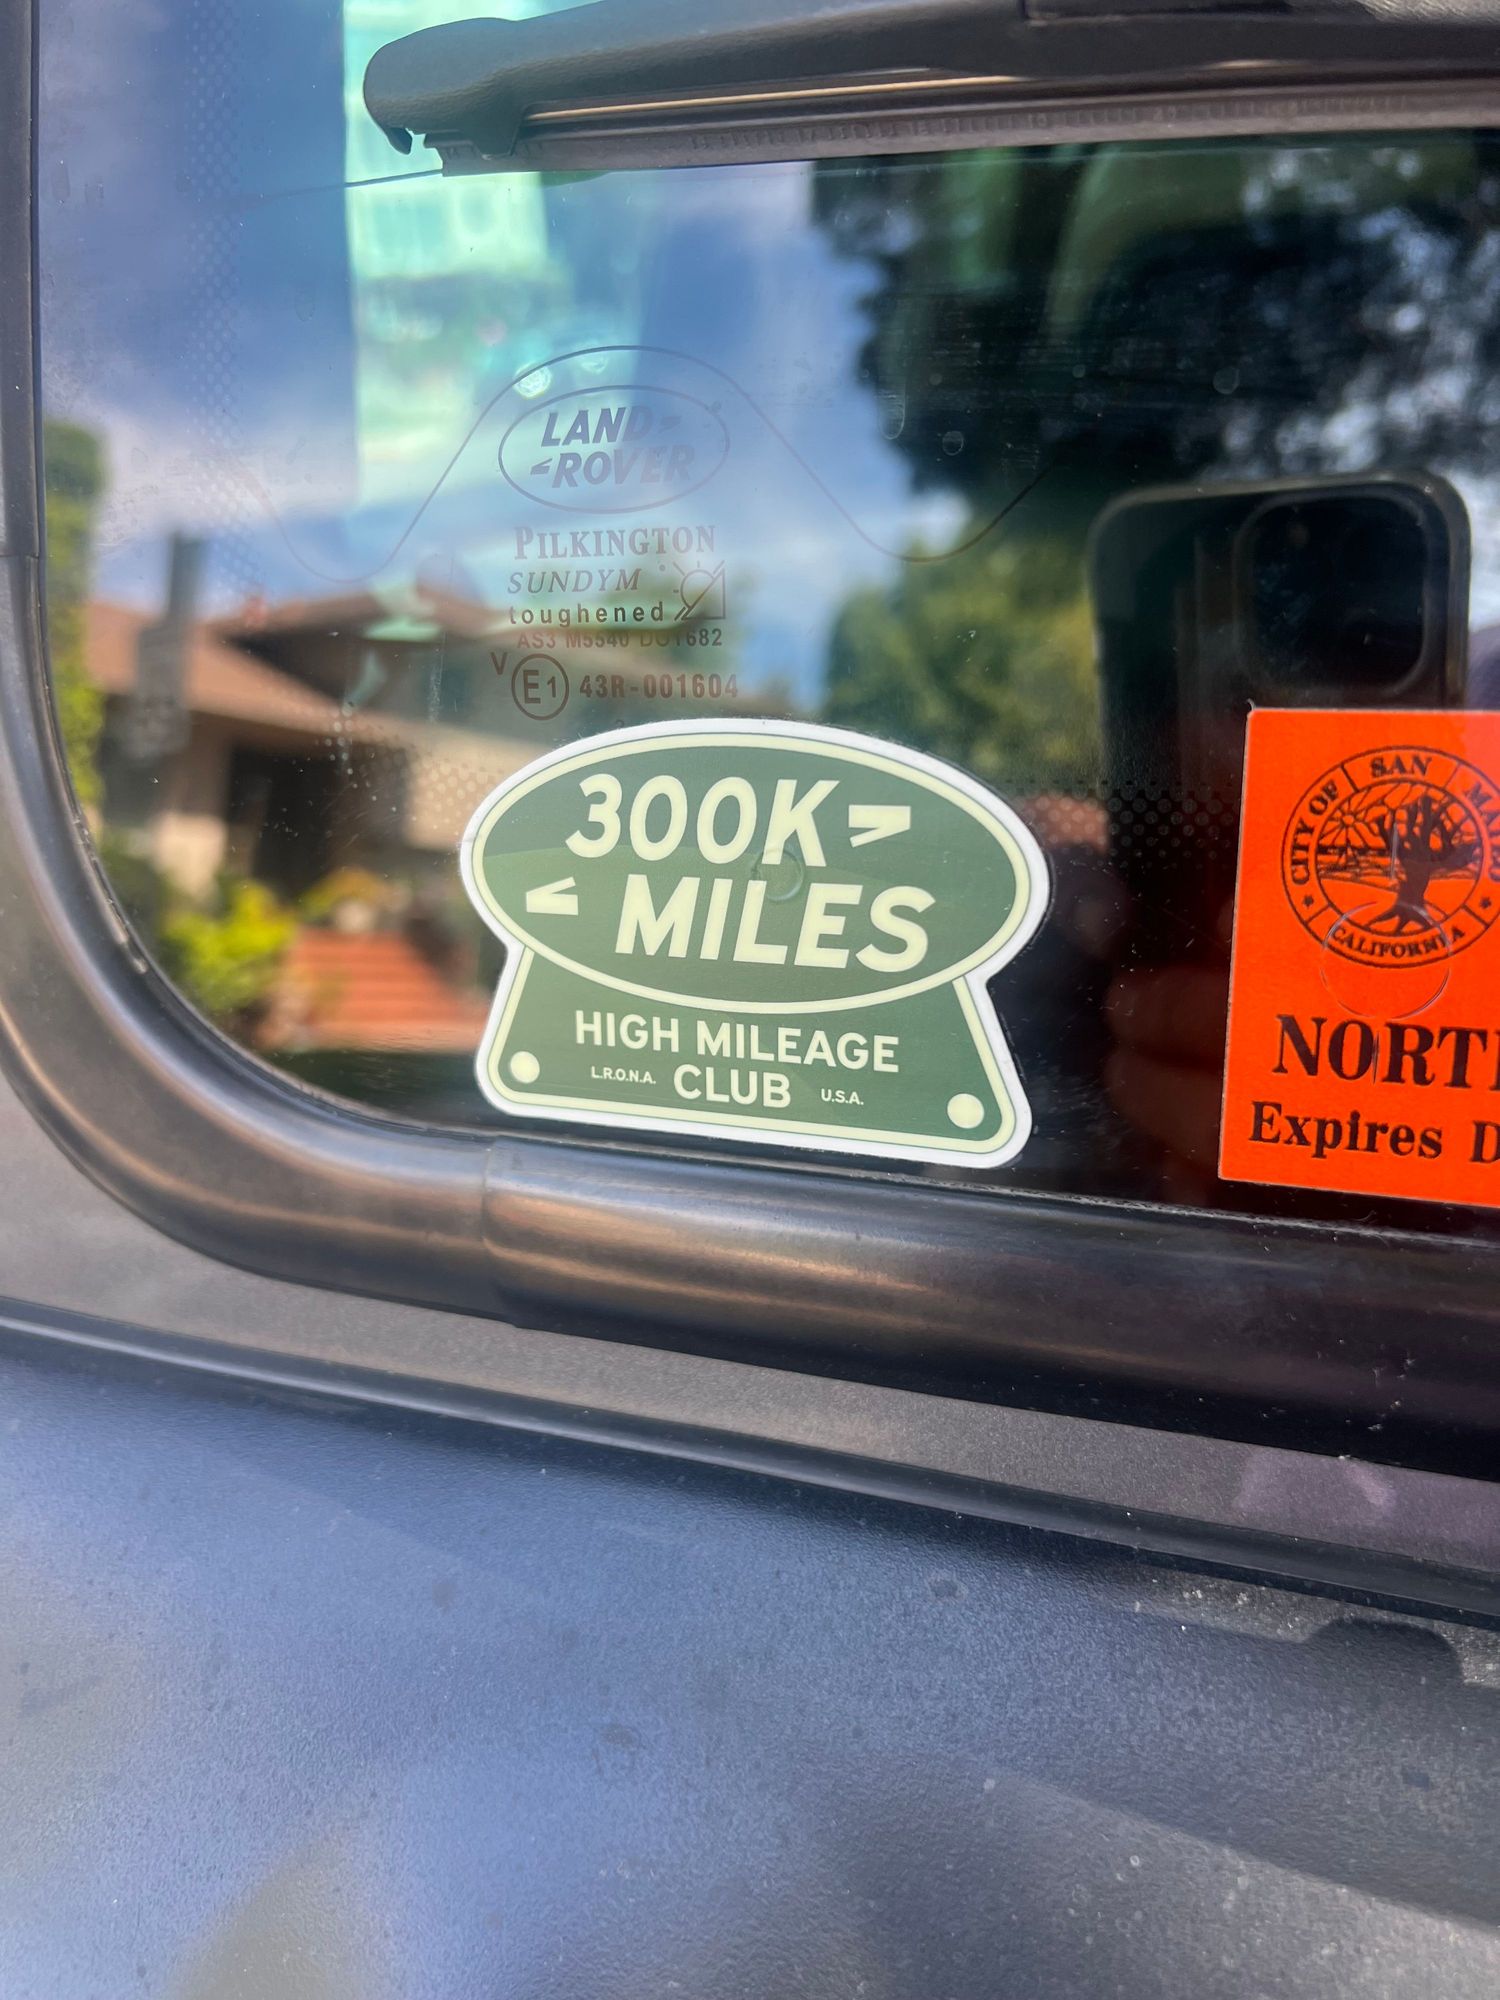 LAND
ROVER
PILKINGTON
SUNDYM
toughened
AS3 M5540 DOT682
V
E1 43R-001604
300K
MILES
HIGH MILEAGE
L.R.O.N.A. CLUB U.S.A.
CITY OF SAN
CALIFORNIA
Expires